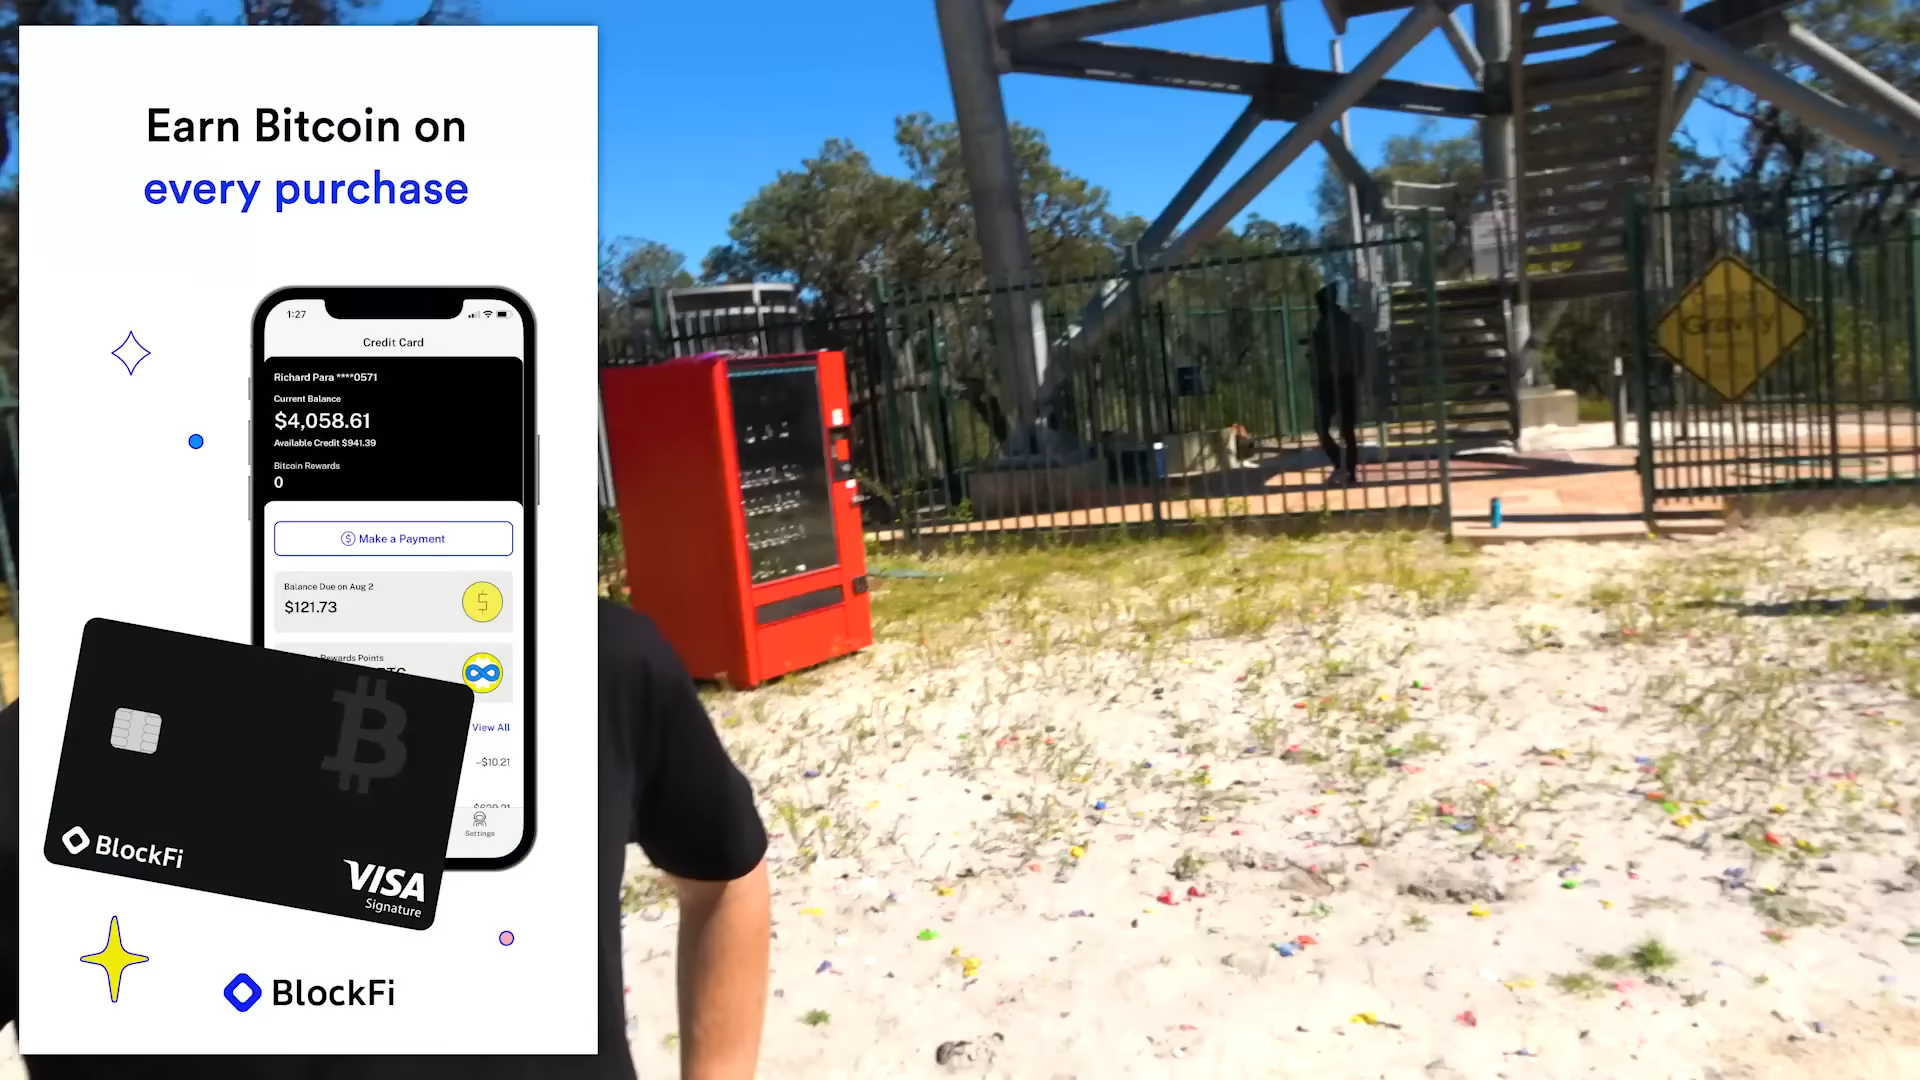 Earn Bitcoin on
every purchase
1:27
Credit Card
Richard Para ****0571
Current Balance
$4,058.61
Available Credit $941.39
Bitcoin Rewards
0
Make a Payment
Balance Due on Aug 2
$121.73
Rewards Points
View All
-$10.21
Settings
BlockFi
VISA
Signature
BlockFi
Gravity